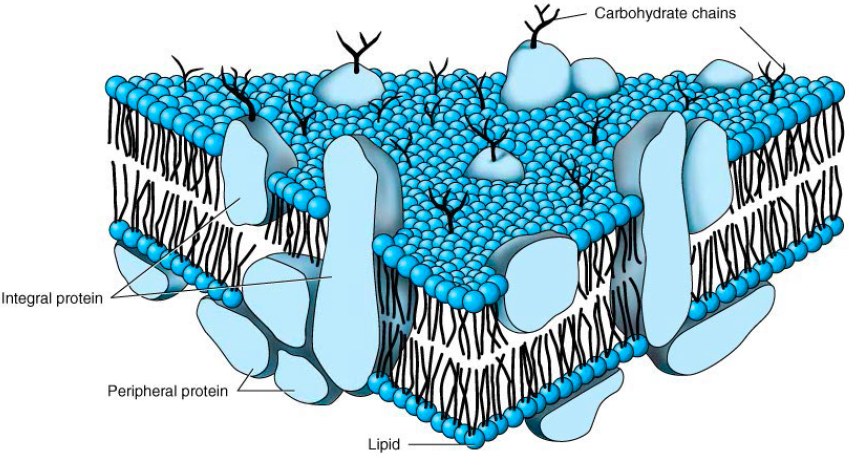 Carbohydrate chains
Integral protein
Peripheral protein
Lipid